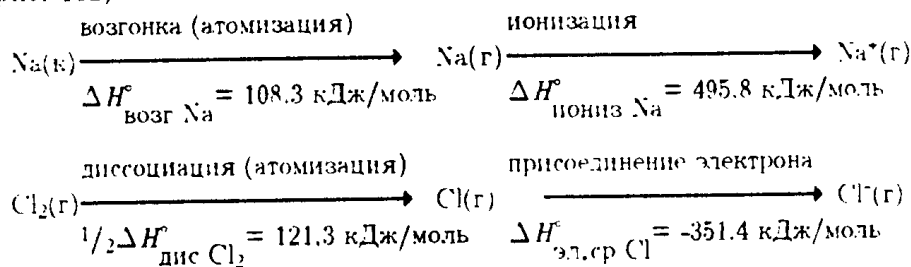 возгонка (атомизация) ионизация
Na(к) Na(г) Na⁺(г)
ΔH°возг Na = 108.3 кДж/моль ΔH°иониз Na = 495.8 кДж/моль
диссоциация (атомизация) присоединение электрона
Cl₂(г) Cl(г) Cl⁻(г)
¹/₂ΔH°дис Cl₂ = 121.3 кДж/моль ΔH°эл.ср Cl = -351.4 кДж/моль